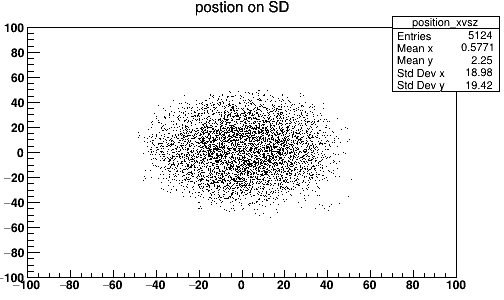 postion on SD
position_xvsz
Entries 5124
Mean x 0.5771
Mean y 2.25
Std Dev x 18.98
Std Dev y 19.42
100
80
60
40
20
0
−20
−40
−60
−80
−100
−100 −80 −60 −40 −20 0 20 40 60 80 100